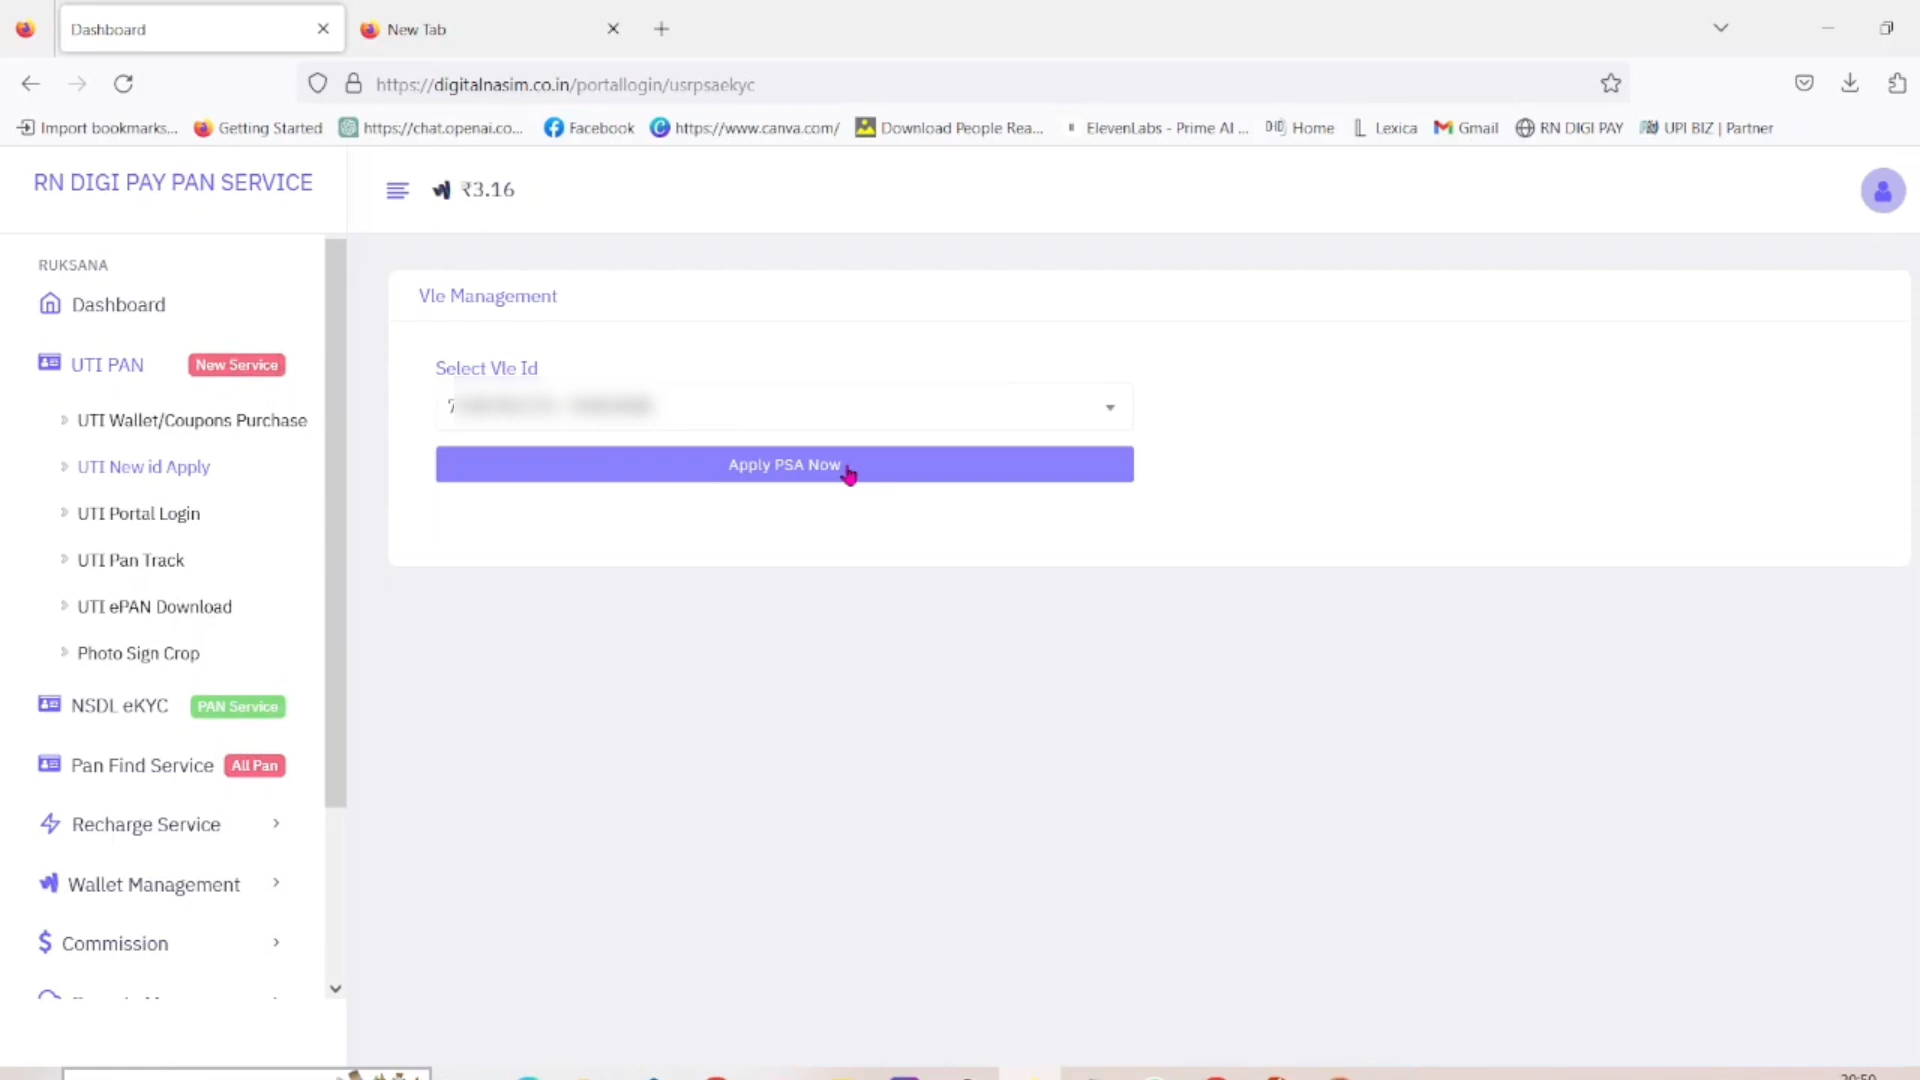 Dashboard
New Tab
https://digitalnasim.co.in/portallogin/usrpsaekyc
Import bookmarks... Getting Started https://chat.openai.co... Facebook https://www.canva.com/ Download People Rea... ElevenLabs - Prime AI ... Home Lexica Gmail RN DIGI PAY UPI BIZ | Partner
RN DIGI PAY PAN SERVICE
₹3.16
RUKSANA
Dashboard
UTI PAN New Service
UTI Wallet/Coupons Purchase
UTI New id Apply
UTI Portal Login
UTI Pan Track
UTI ePAN Download
Photo Sign Crop
NSDL eKYC PAN Service
Pan Find Service All Pan
Recharge Service
Wallet Management
Commission
Vle Management
Select Vle Id
7
Apply PSA Now